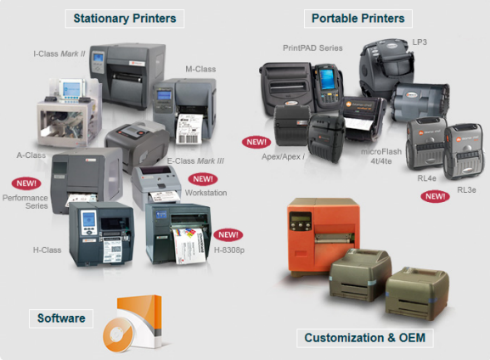 Stationary Printers
Portable Printers
I-Class Mark II
M-Class
PrintPAD Series
LP3
A-Class
E-Class Mark III
NEW!
Performance
Series
Workstation
H-Class
NEW!
H-8308p
NEW!
Apex/Apex i
microFlash
4t/4te
RL4e
RL3e
NEW!
Software
Customization & OEM